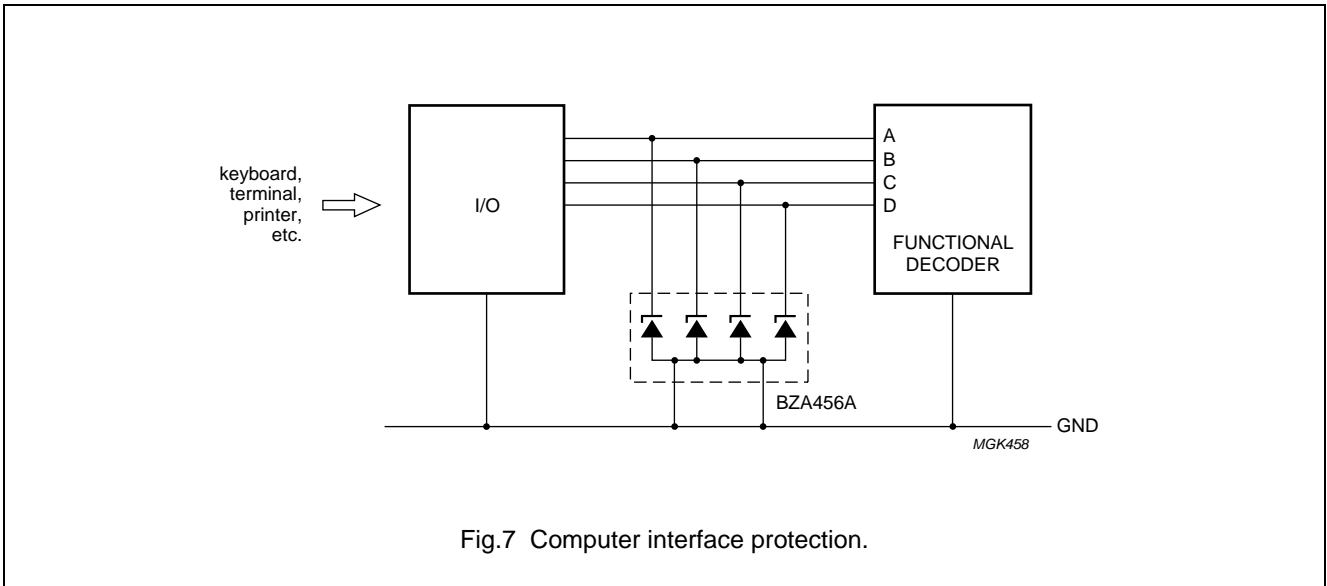 keyboard,
terminal,
printer,
etc.
I/O
A
B
C
D
FUNCTIONAL
DECODER
BZA456A
GND
MGK458
Fig.7 Computer interface protection.